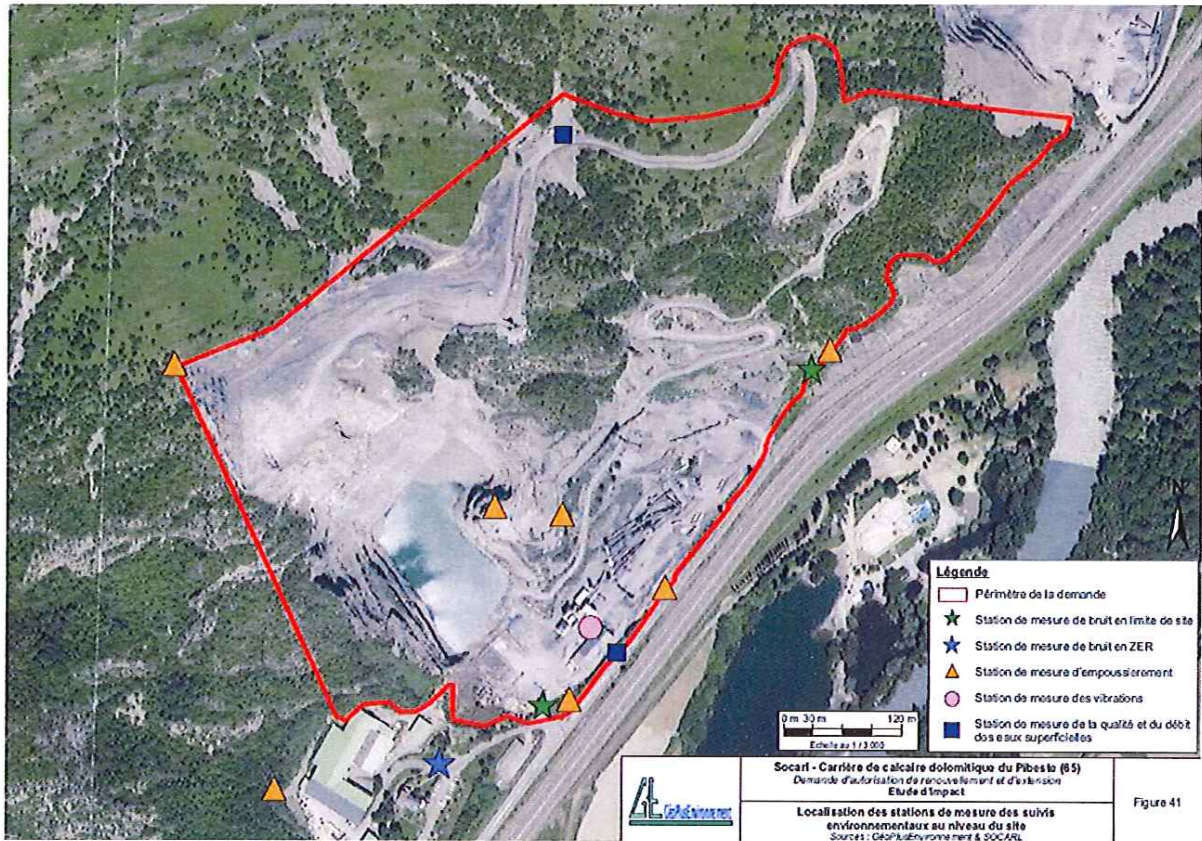 N
Légende
Périmètre de la demande
Station de mesure de bruit en limite de site
Station de mesure de bruit en ZER
Station de mesure d'empoussièrement
Station de mesure des vibrations
Station de mesure de la qualité et du débit
des eaux superficielles
0 m 30 m 120 m
Echelle au 1 / 3 000
GéoPlusEnvironnement
Socarl - Carrière de calcaire dolomitique du Pibeste (65)
Demande d'autorisation de renouvellement et d'extension
Etude d'Impact
Localisation des stations de mesure des suivis
environnementaux au niveau du site
Sources : GéoPlusEnvironnement & SOCARL
Figure 41